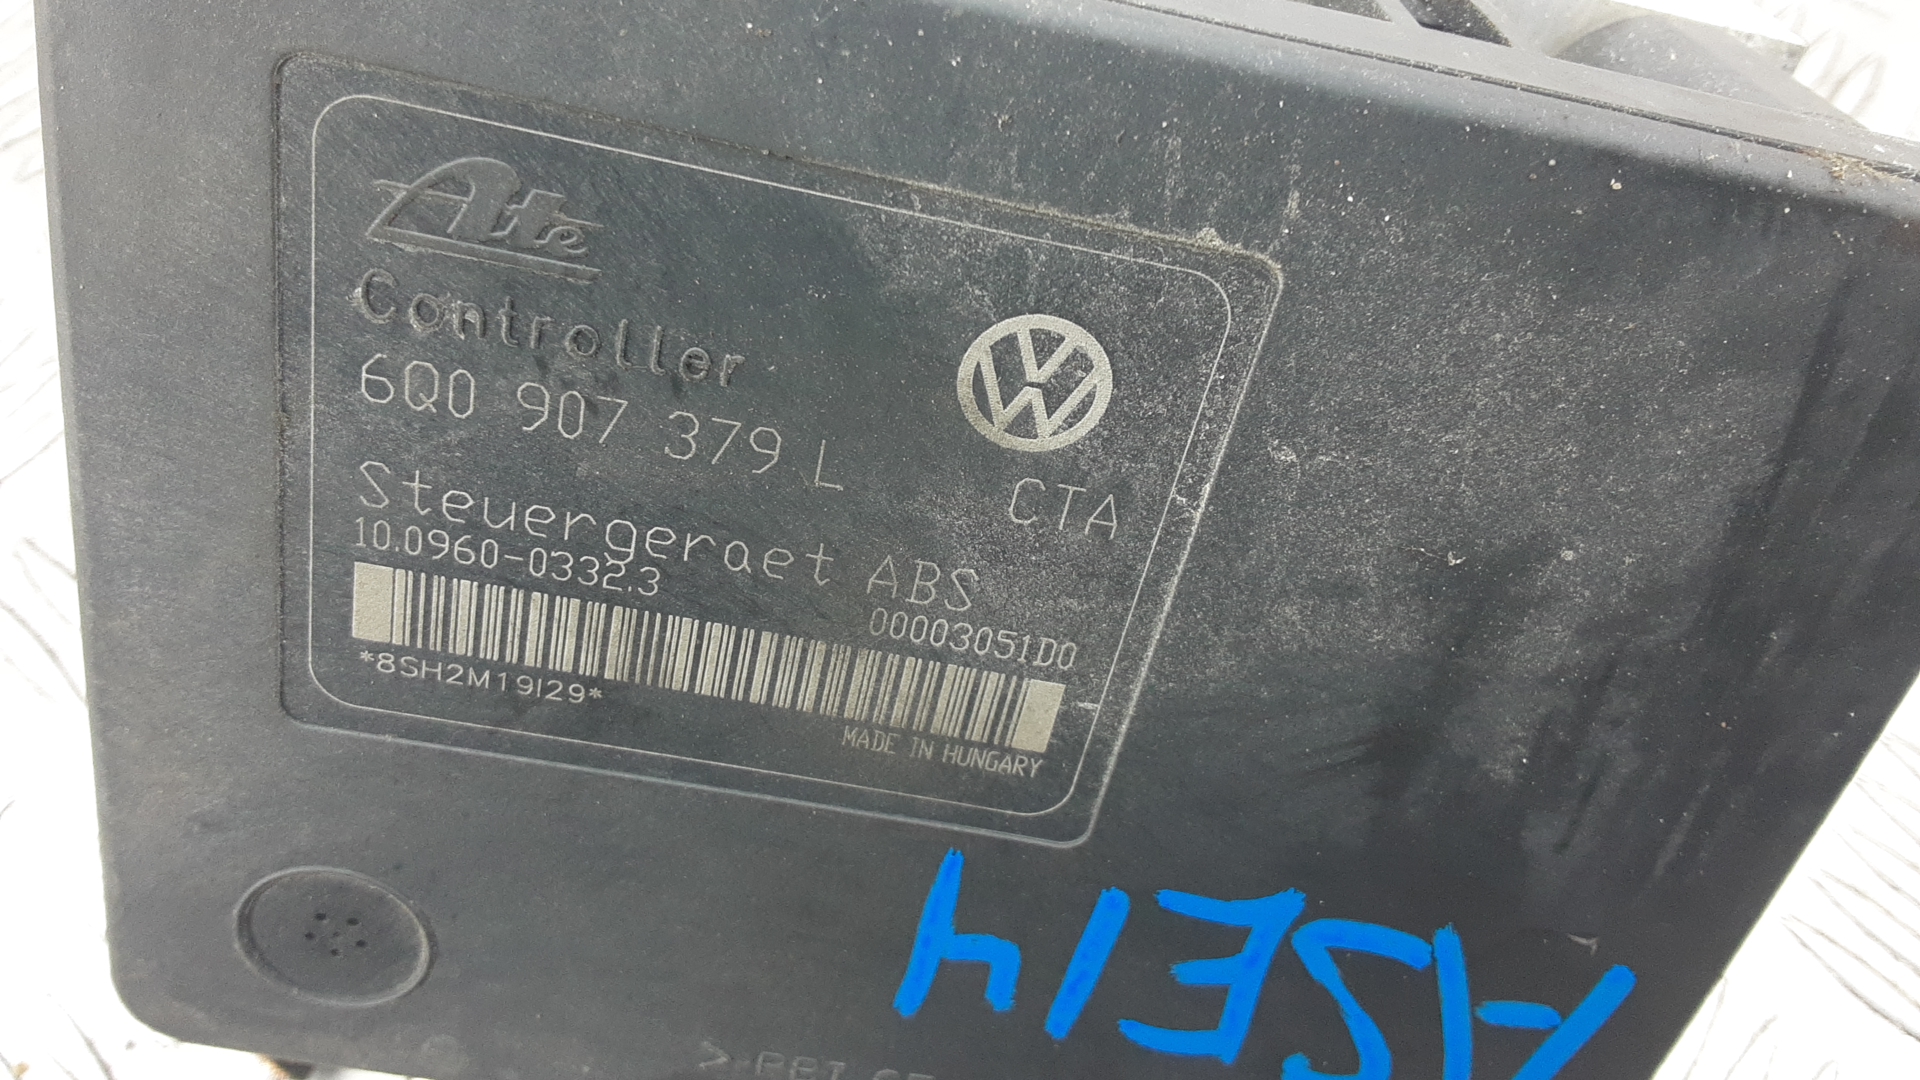 Ate
Controller
6Q0 907 379 L
CTA
Steuergeraet ABS
10.0960-0332.3
00003051D0
*8SH2M19I29*
MADE IN HUNGARY
ASE14